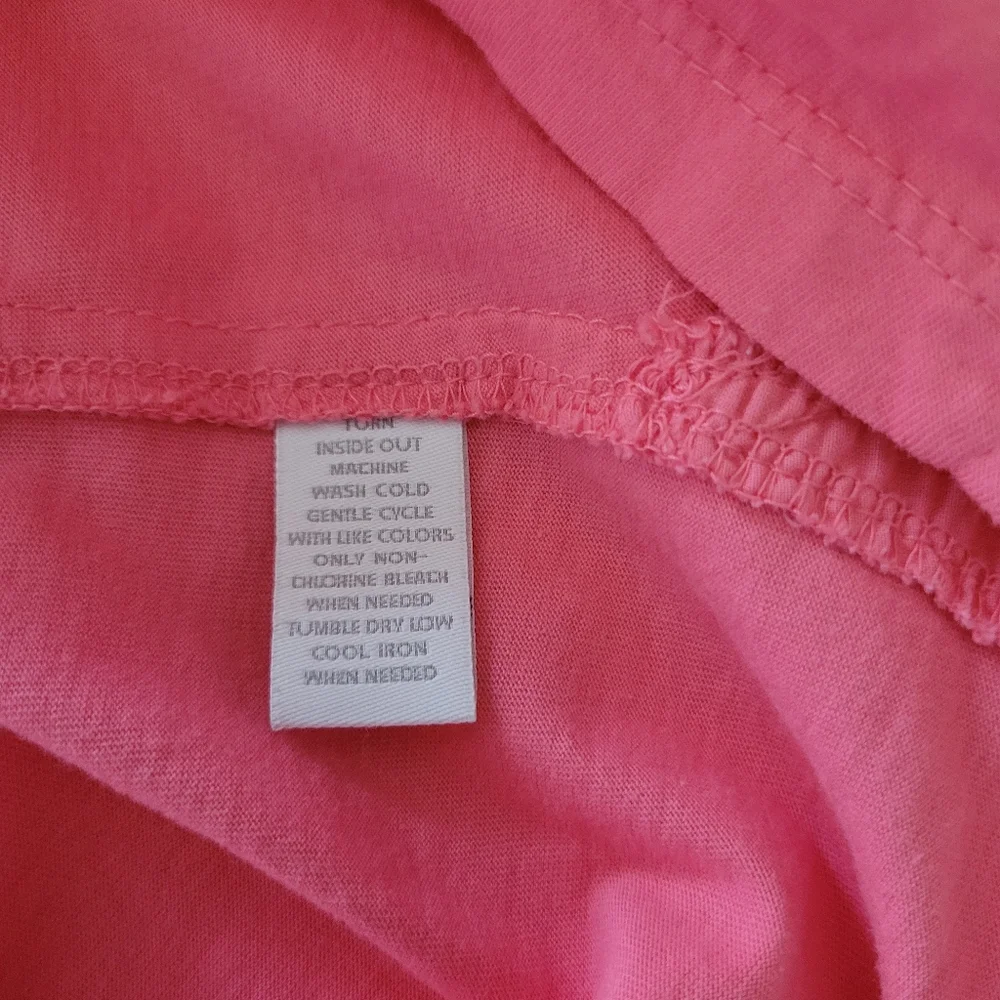 TURN
INSIDE OUT
MACHINE
WASH COLD
GENTLE CYCLE
WITH LIKE COLORS
ONLY NON-
CHLORINE BLEACH
WHEN NEEDED
TUMBLE DRY LOW
COOL IRON
WHEN NEEDED